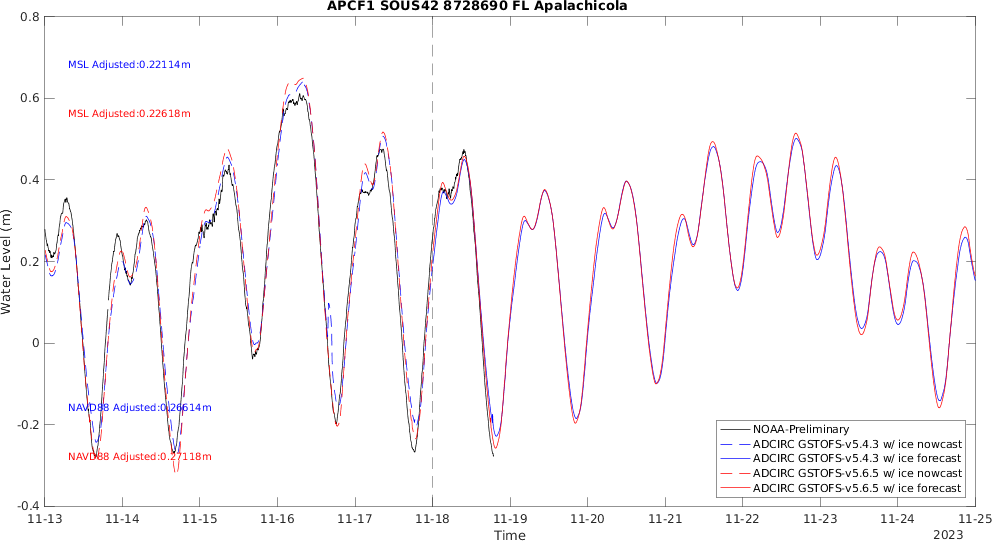 APCF1 SOUS42 8728690 FL Apalachicola
0.8
MSL Adjusted:0.22114m
0.6
MSL Adjusted:0.22618m
0.4
Water Level (m)
0.2
0
NAVD88 Adjusted:0.26614m
-0.2
NAVD88 Adjusted:0.27118m
-0.4
NOAA-Preliminary
ADCIRC GSTOFS-v5.4.3 w/ ice nowcast
ADCIRC GSTOFS-v5.4.3 w/ ice forecast
ADCIRC GSTOFS-v5.6.5 w/ ice nowcast
ADCIRC GSTOFS-v5.6.5 w/ ice forecast
11-13 11-14 11-15 11-16 11-17 11-18 11-19 11-20 11-21 11-22 11-23 11-24 11-25
Time
2023